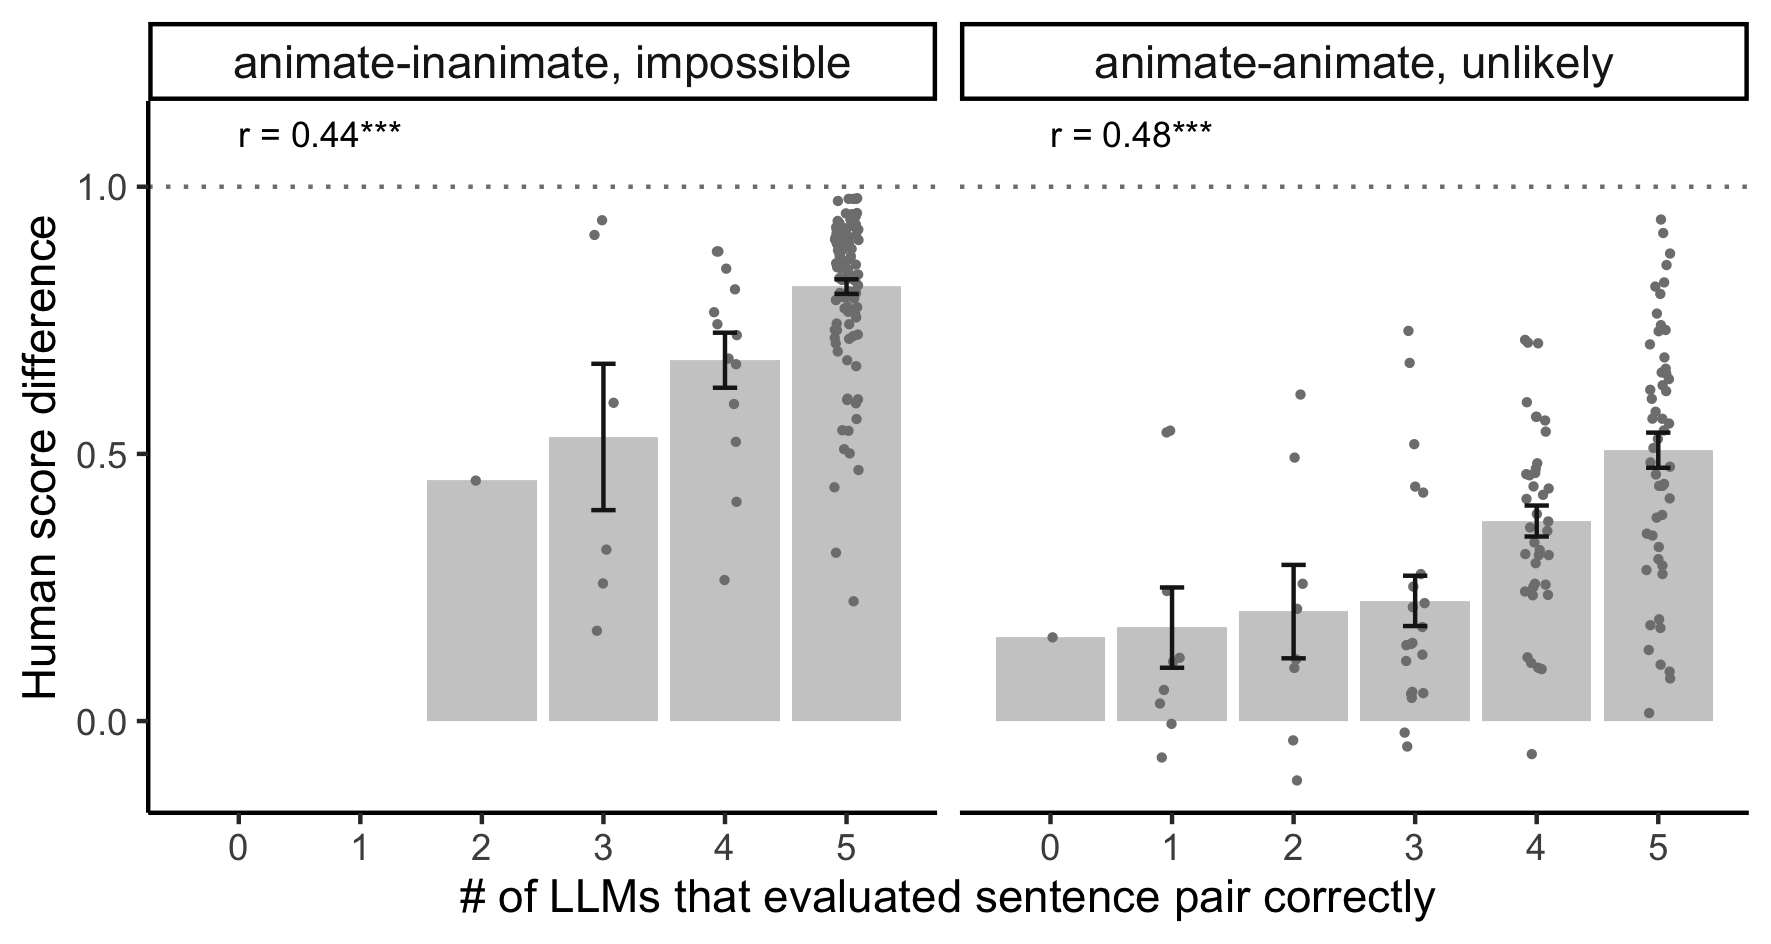 animate-inanimate, impossible
animate-animate, unlikely
r = 0.44***
r = 0.48***
Human score difference
1.0
0.5
0.0
0 1 2 3 4 5
0 1 2 3 4 5
# of LLMs that evaluated sentence pair correctly